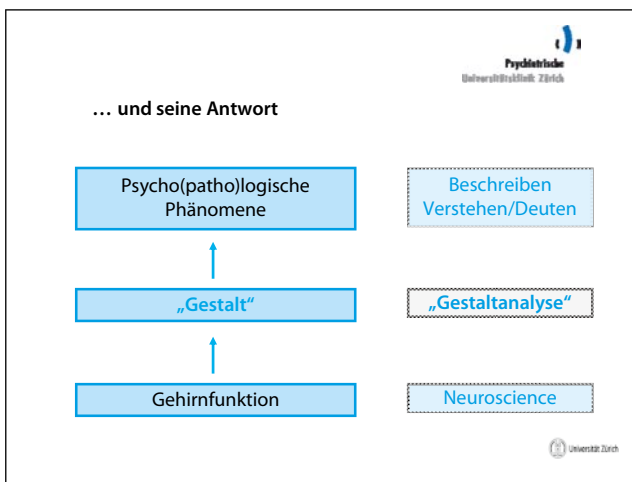 Psychiatrische
Universitätsklinik Zürich
… und seine Antwort
Psycho(patho)logische
Phänomene
Beschreiben
Verstehen/Deuten
„Gestalt“
„Gestaltanalyse“
Gehirnfunktion
Neuroscience
Universität Zürich